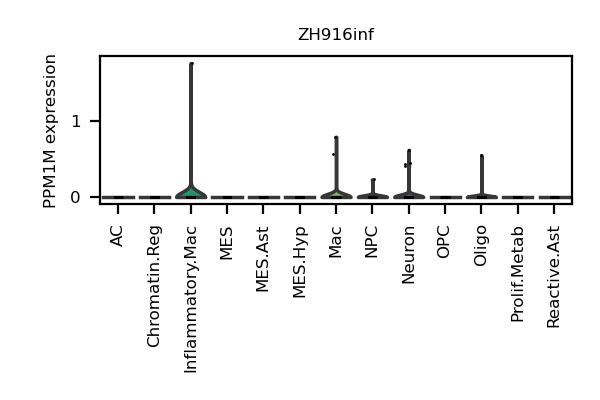 ZH916inf
PPM1M expression
1
0
AC
Chromatin.Reg
Inflammatory.Mac
MES
MES.Ast
MES.Hyp
Mac
NPC
Neuron
OPC
Oligo
Prolif.Metab
Reactive.Ast